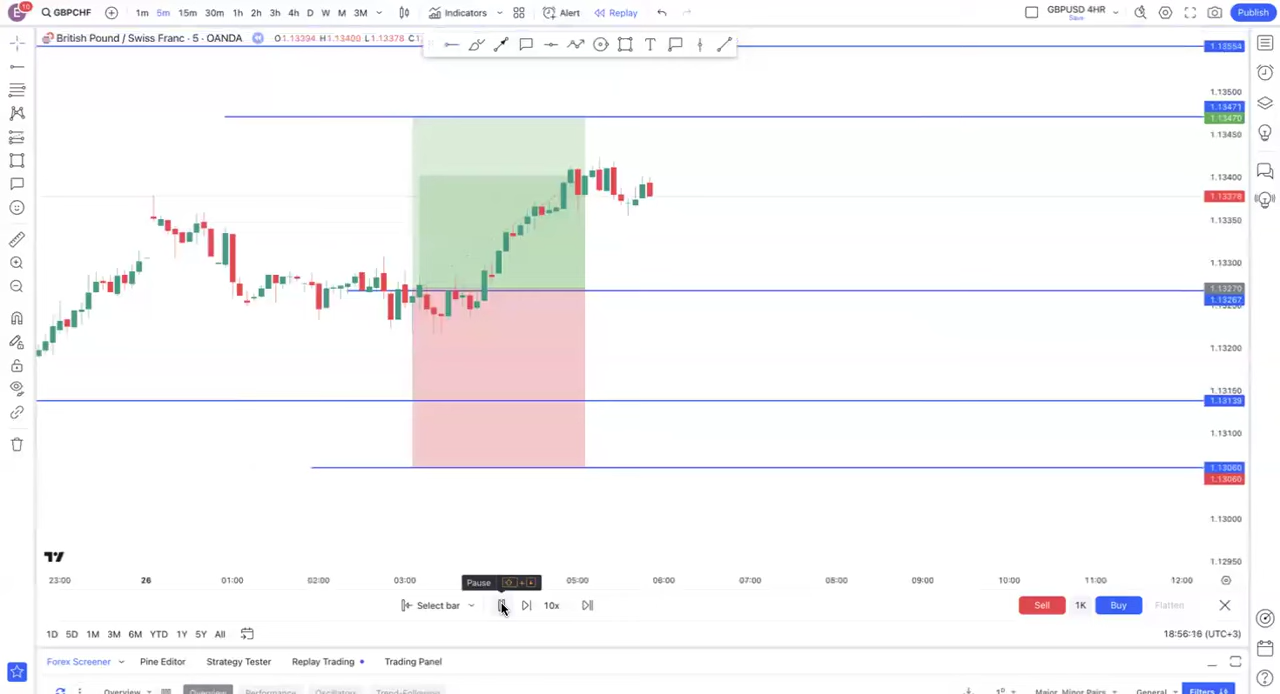 E 10 GBPCHF 1m 5m 15m 30m 1h 2h 3h 4h D W M 3M Indicators Alert Replay GBPUSD 4HR Save Publish
British Pound / Swiss Franc · 5 · OANDA O1.13394 H1.13400 L1.13378 C1
1.13554
1.13500
1.13471
1.13470
1.13450
1.13400
1.13378
1.13350
1.13300
1.13270
1.13267
1.13200
1.13150
1.13139
1.13100
1.13060
1.13060
1.13000
1.12950
23:00 26 01:00 02:00 03:00 05:00 06:00 07:00 08:00 09:00 10:00 11:00 12:00
Pause
Select bar 10x Sell 1K Buy Flatten
1D 5D 1M 3M 6M YTD 1Y 5Y All 18:56:16 (UTC+3)
Forex Screener Pine Editor Strategy Tester Replay Trading Trading Panel
Overview Overview Performance Oscillators Trend-Following Major, Minor Pairs General Filters